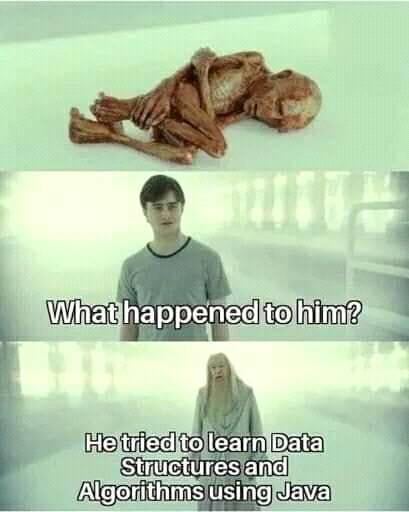 What happened to him?
He tried to learn Data
Structures and
Algorithms using Java